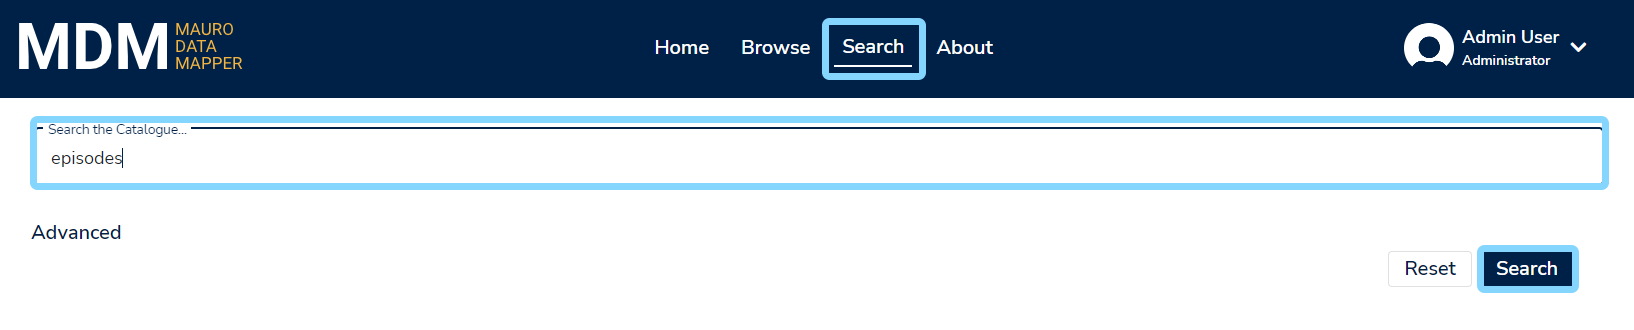 MDM MAURO
DATA
MAPPER
Home Browse Search About
Admin User
Administrator
Search the Catalogue...
episodes
Advanced
Reset Search